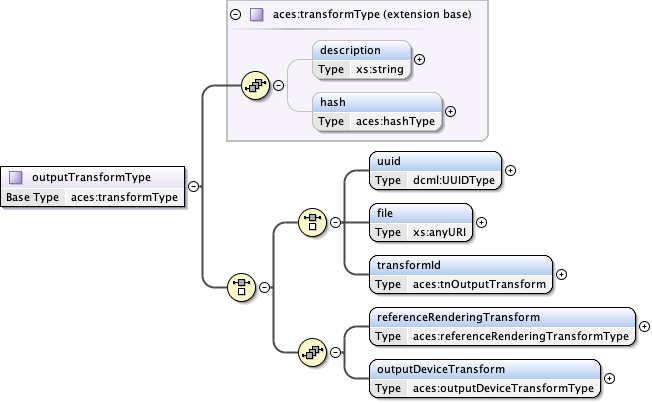 aces:transformType (extension base)
description
Type xs:string
hash
Type aces:hashType
outputTransformType
Base Type aces:transformType
uuid
Type dcml:UUIDType
file
Type xs:anyURI
transformId
Type aces:tnOutputTransform
referenceRenderingTransform
Type aces:referenceRenderingTransformType
outputDeviceTransform
Type aces:outputDeviceTransformType